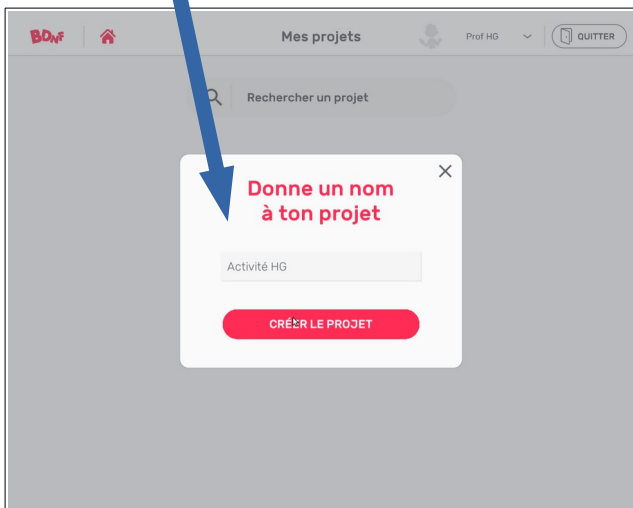 BDnF
Mes projets
Prof HG
QUITTER
Rechercher un projet
Donne un nom
à ton projet
Activité HG
CRÉER LE PROJET